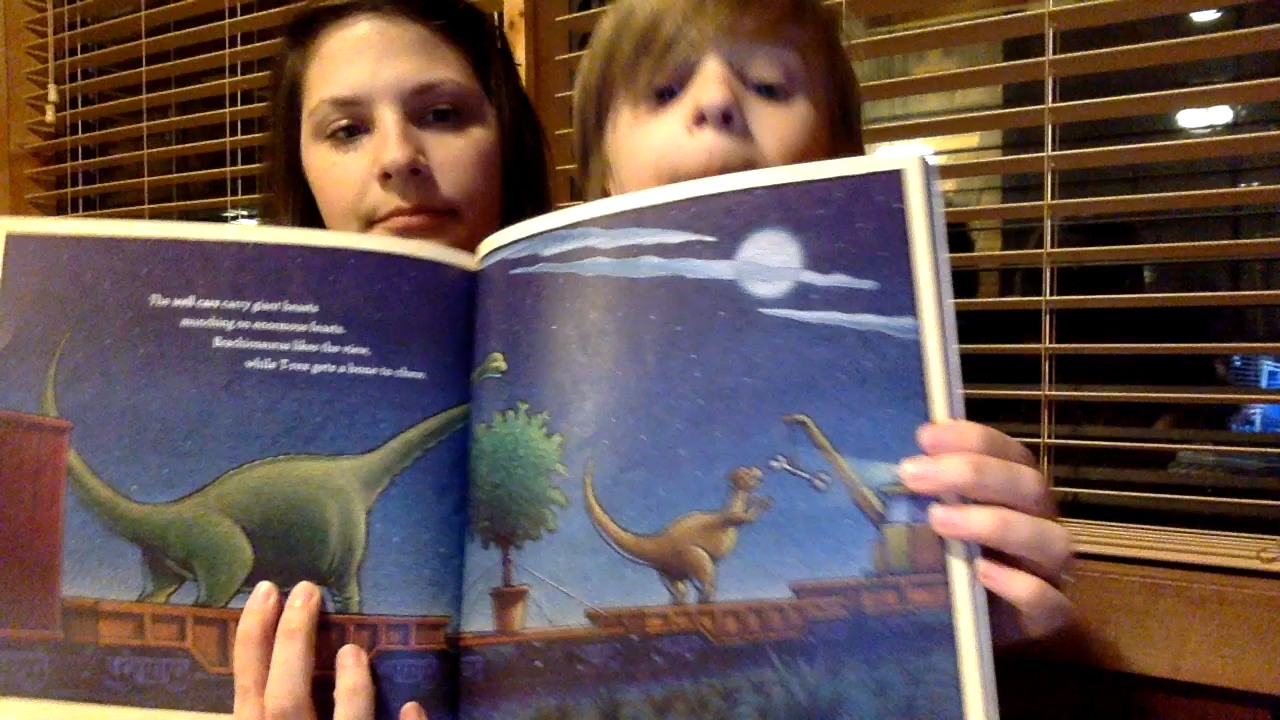 The well cars carry giant beasts
munching on enormous feasts.
Brachiosaurus likes the view,
while T-rex gets a bone to chew.